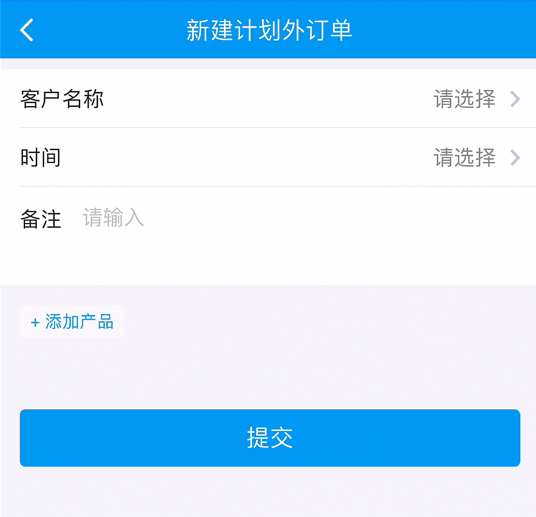 新建计划外订单
客户名称 请选择
时间 请选择
备注 请输入
+ 添加产品
提交